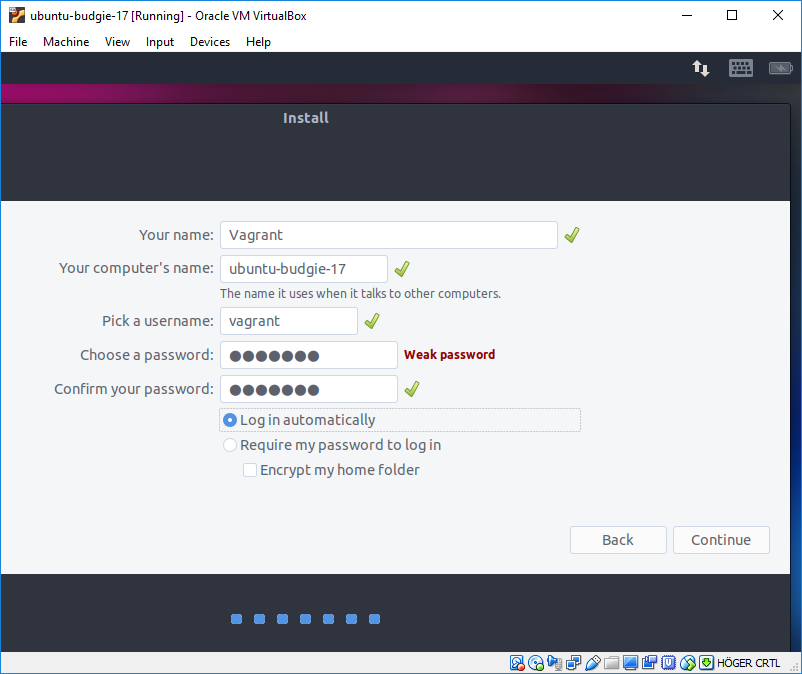 ubuntu-budgie-17 [Running] - Oracle VM VirtualBox
File Machine View Input Devices Help
Install
Your name: Vagrant
Your computer's name: ubuntu-budgie-17
The name it uses when it talks to other computers.
Pick a username: vagrant
Choose a password: ●●●●●●● Weak password
Confirm your password: ●●●●●●●
Log in automatically
Require my password to log in
Encrypt my home folder
Back Continue
HÖGER CRTL